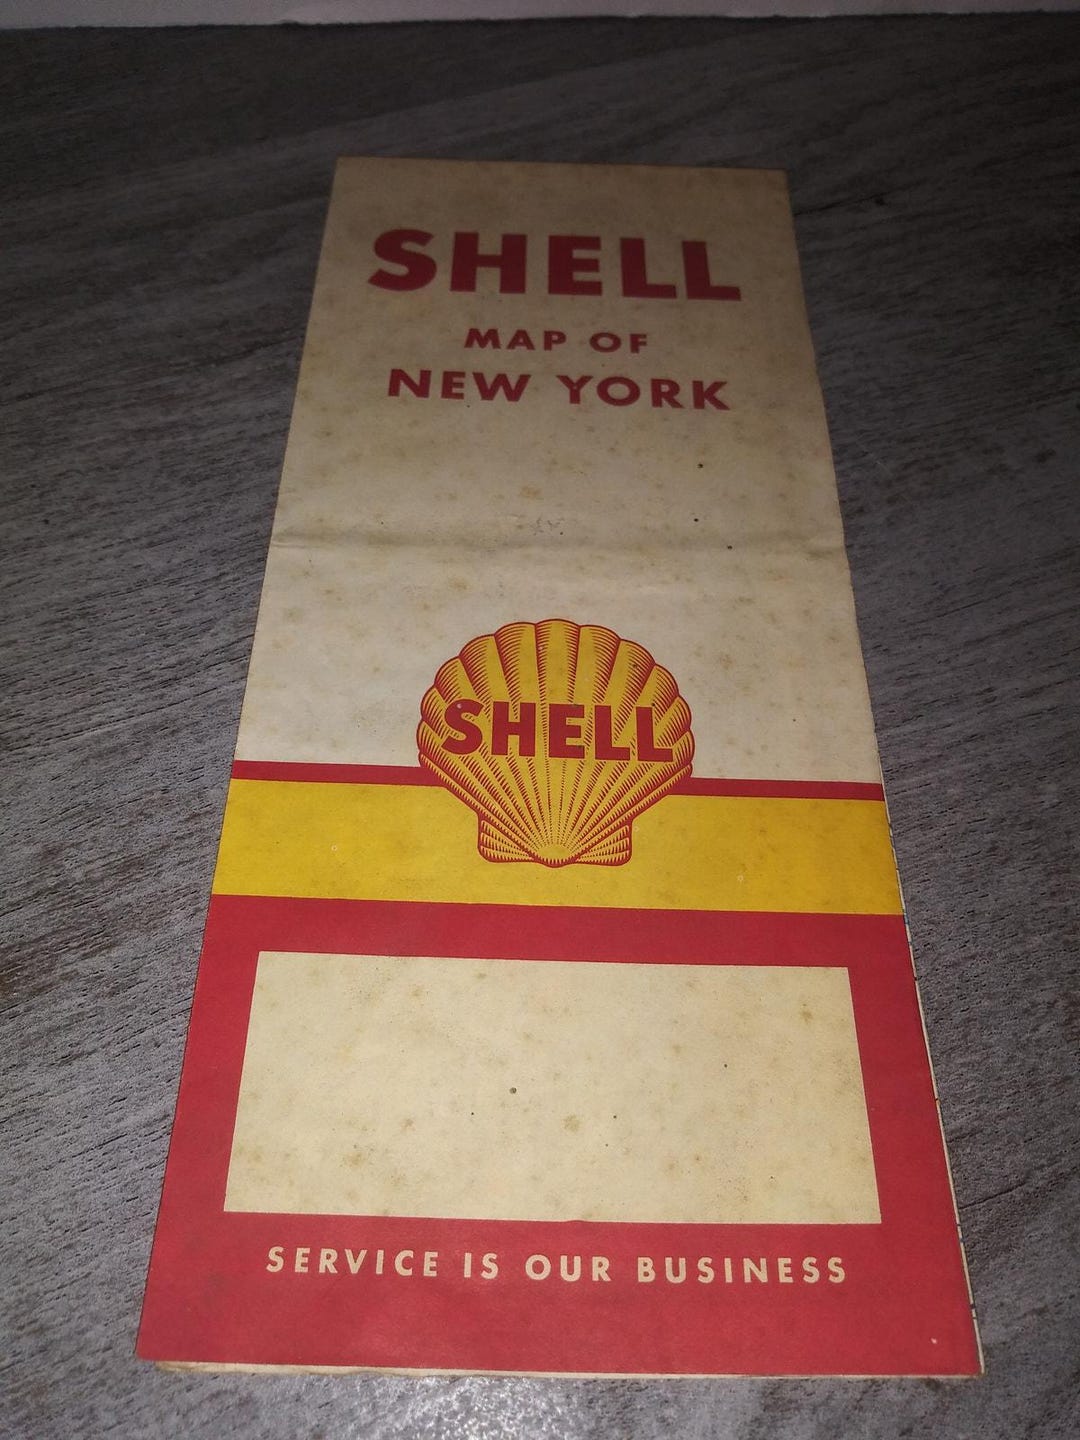 SHELL
MAP OF
NEW YORK
SHELL
SERVICE IS OUR BUSINESS